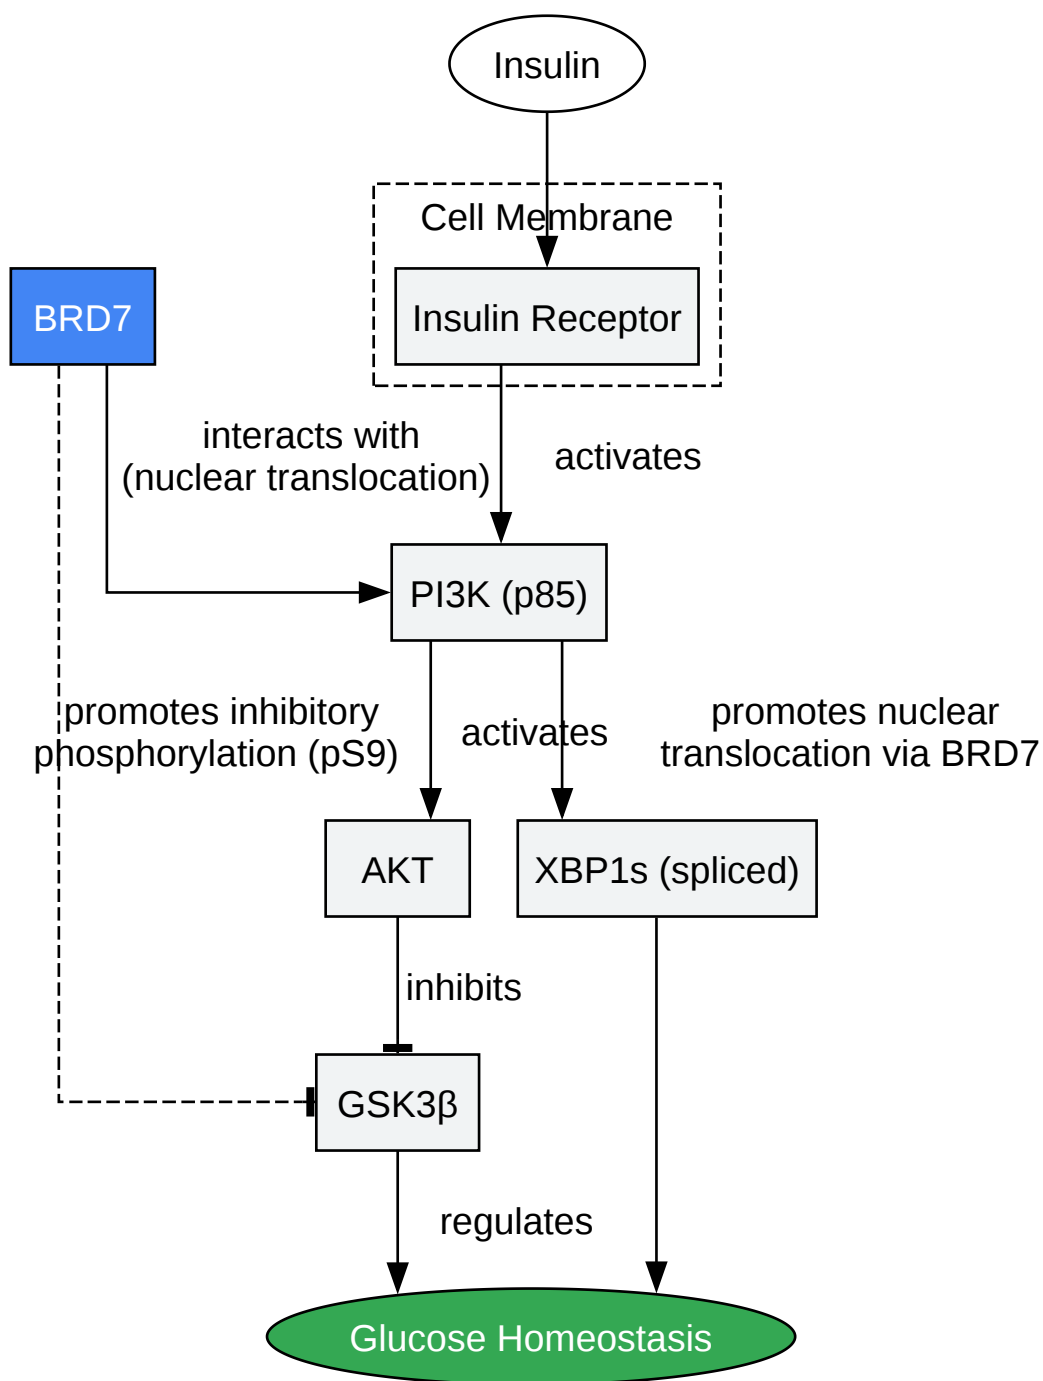 Insulin
Cell Membrane
BRD7
Insulin Receptor
interacts with
(nuclear translocation)
activates
PI3K (p85)
promotes inhibitory
phosphorylation (pS9)
activates
promotes nuclear
translocation via BRD7
AKT
XBP1s (spliced)
inhibits
GSK3β
regulates
Glucose Homeostasis